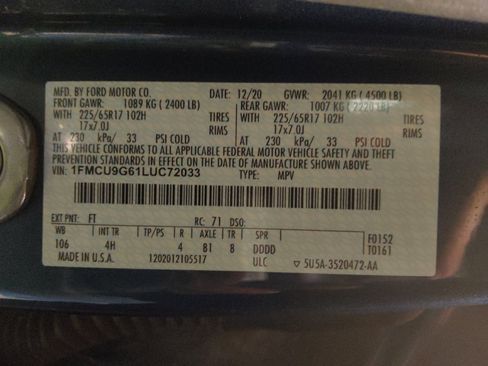 MFD. BY FORD MOTOR CO. 12/20 GVWR: 2041 KG ( 4500 LB)
FRONT GAWR: 1089 KG ( 2400 LB) REAR GAWR: 1007 KG ( 2220 LB)
WITH 225/65R17 102H TIRES WITH 225/65R17 102H TIRES
17x7.0J RIMS 17x7.0J RIMS
AT 230 kPa/ 33 PSI COLD AT 230 kPa/ 33 PSI COLD
THIS VEHICLE CONFORMS TO ALL APPLICABLE FEDERAL MOTOR VEHICLE SAFETY AND BUMPER
STANDARDS IN EFFECT ON THE DATE OF MANUFACTURE SHOWN ABOVE.
VIN: 1FMCU9G61LUC72033 TYPE: MPV
EXT PNT: FT RC: 71 DSO:
WB TP/PS R AXLE TR SPR F0152
106 4H 4 81 8 DDDD T0161
MADE IN U.S.A. 1202012105517 ULC 5U5A-3520472-AA